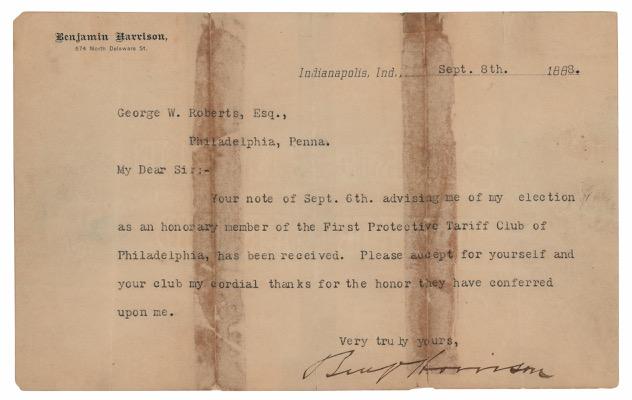 Benjamin Harrison,
674 North Delaware St.
Indianapolis, Ind., Sept. 8th. 1888.
George W. Roberts, Esq.,
Philadelphia, Penna.
My Dear Sir:-
Your note of Sept. 6th. advising me of my election
as an honorary member of the First Protective Tariff Club of
Philadelphia, has been received. Please accept for yourself and
your club my cordial thanks for the honor they have conferred
upon me.
Very truly yours,
Benj Harrison